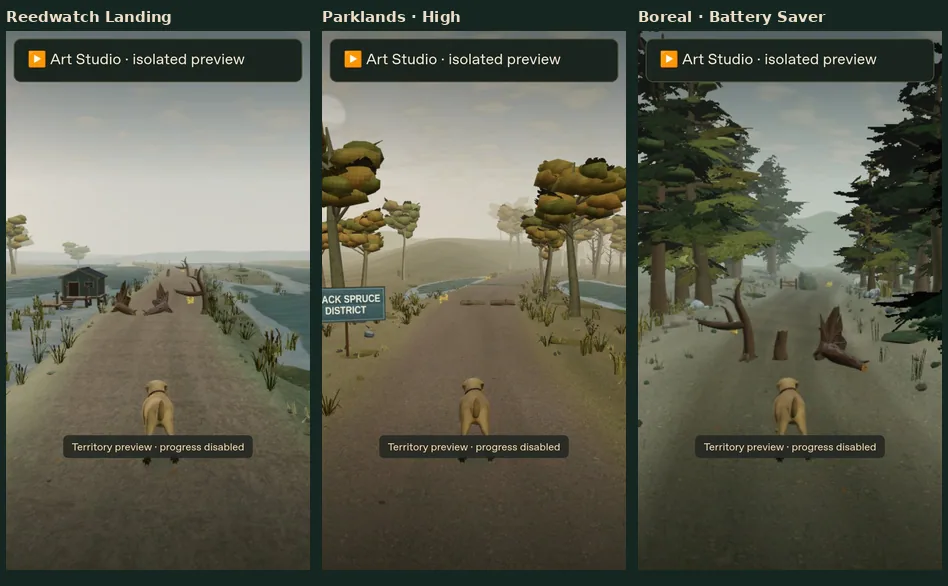 Reedwatch Landing
▶️ Art Studio · isolated preview
Territory preview · progress disabled
Parklands · High
▶️ Art Studio · isolated preview
ACK SPRUCE
DISTRICT
Territory preview · progress disabled
Boreal · Battery Saver
▶️ Art Studio · isolated preview
Territory preview · progress disabled